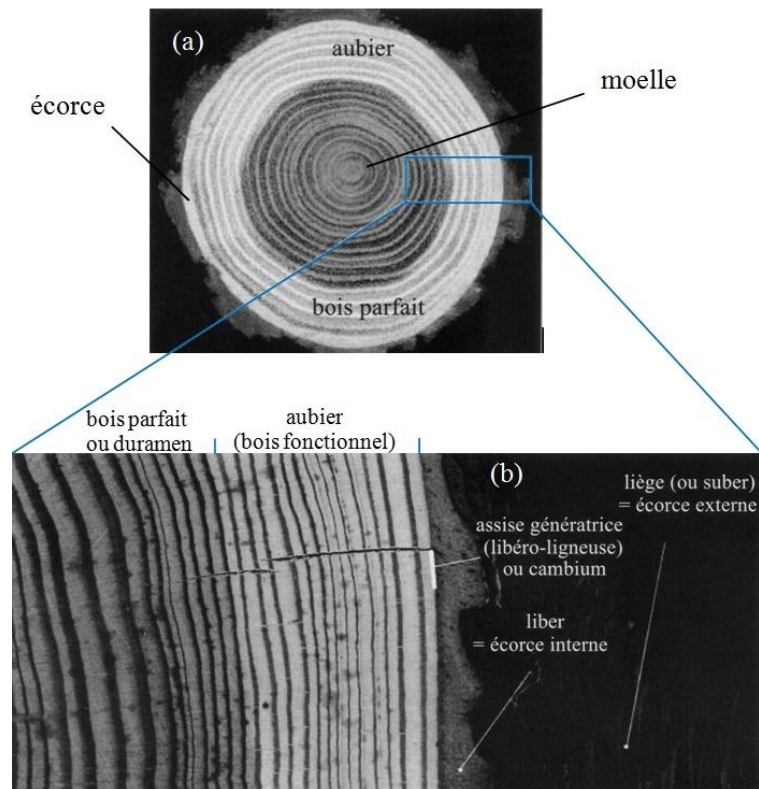 (a)
aubier
moelle
écorce
bois parfait
bois parfait
ou duramen
aubier
(bois fonctionnel)
(b)
liège (ou suber)
= écorce externe
assise génératrice
(libéro-ligneuse)
ou cambium
liber
= écorce interne